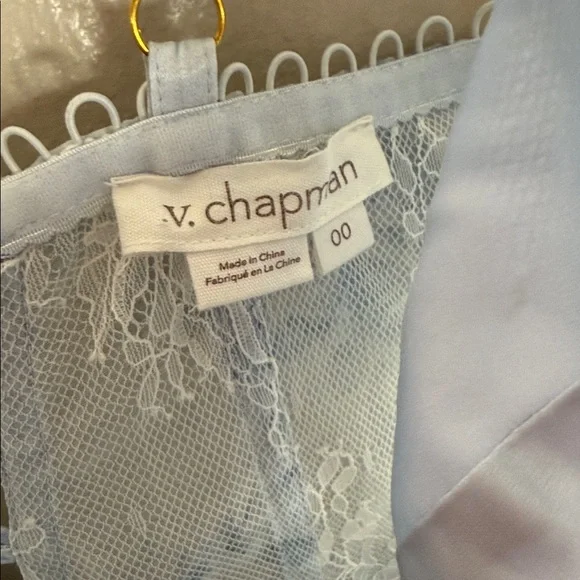 v. chapman
00
Made in China
Fabriqué en La Chine